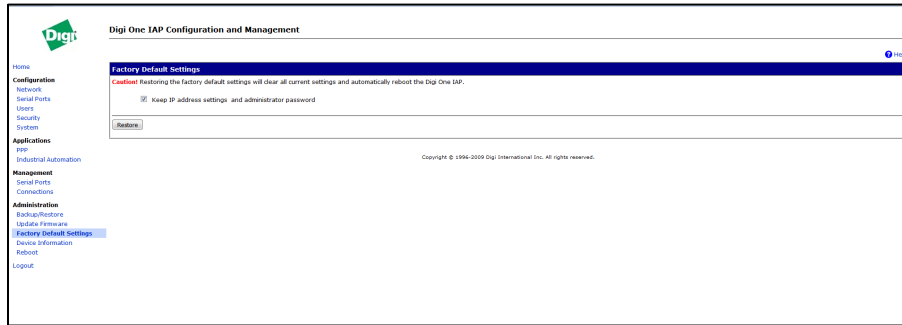 Digi
Digi One IAP Configuration and Management
He
Home
Configuration
Network
Serial Ports
Users
Security
System
Applications
PPP
Industrial Automation
Management
Serial Ports
Connections
Administration
Backup/Restore
Update Firmware
Factory Default Settings
Device Information
Reboot
Logout
Factory Default Settings
Caution! Restoring the factory default settings will clear all current settings and automatically reboot the Digi One IAP.
Keep IP address settings and administrator password
Restore
Copyright © 1996-2009 Digi International Inc. All rights reserved.